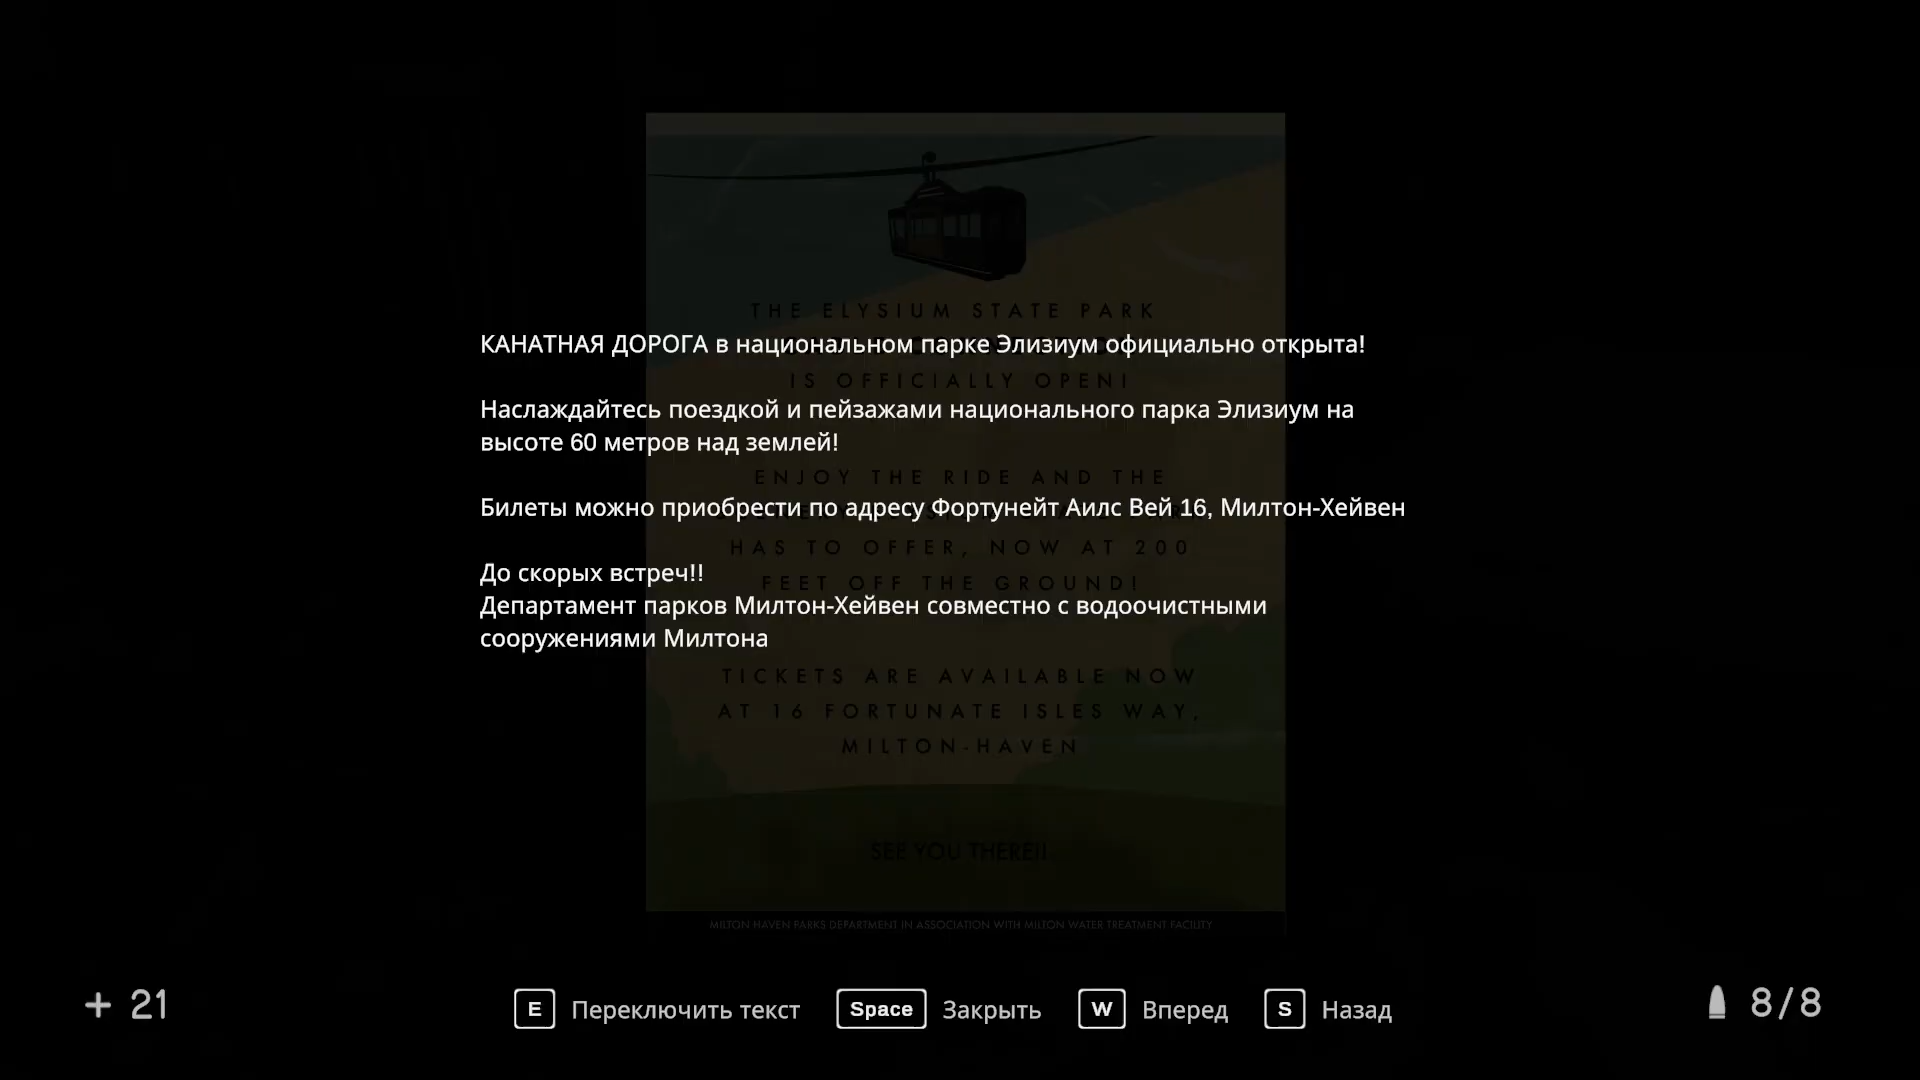 THE ELYSIUM STATE PARK
КАНАТНАЯ ДОРОГА в национальном парке Элизиум официально открыта!
IS OFFICIALLY OPEN!
Наслаждайтесь поездкой и пейзажами национального парка Элизиум на
высоте 60 метров над землей!
ENJOY THE RIDE AND THE
Билеты можно приобрести по адресу Фортунейт Аилс Вей 16, Милтон-Хейвен
HAS TO OFFER, NOW AT 200
До скорых встреч!!
FEET OFF THE GROUND!
Департамент парков Милтон-Хейвен совместно с водоочистными
сооружениями Милтона
TICKETS ARE AVAILABLE NOW
AT 16 FORTUNATE ISLES WAY,
MILTON-HAVEN
SEE YOU THERE!!
MILTON HAVEN PARKS DEPARTMENT IN ASSOCIATION WITH MILTON WATER TREATMENT FACILITY
+ 21
E Переключить текст Space Закрыть W Вперед S Назад
8/8